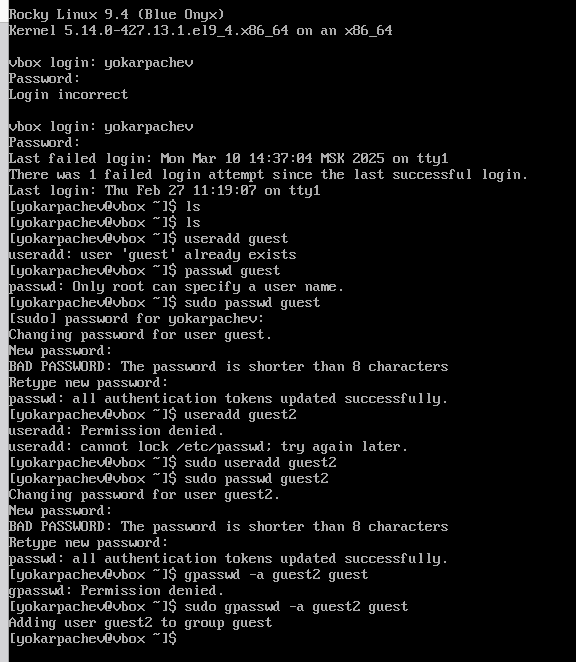 Rocky Linux 9.4 (Blue Onyx)
Kernel 5.14.0-427.13.1.el9_4.x86_64 on an x86_64
vbox login: yokarpachev
Password:
Login incorrect
vbox login: yokarpachev
Password:
Last failed login: Mon Mar 10 14:37:04 MSK 2025 on tty1
There was 1 failed login attempt since the last successful login.
Last login: Thu Feb 27 11:19:07 on tty1
[yokarpachev@vbox ~]$ ls
[yokarpachev@vbox ~]$ ls
[yokarpachev@vbox ~]$ useradd guest
useradd: user 'guest' already exists
[yokarpachev@vbox ~]$ passwd guest
passwd: Only root can specify a user name.
[yokarpachev@vbox ~]$ sudo passwd guest
[sudo] password for yokarpachev:
Changing password for user guest.
New password:
BAD PASSWORD: The password is shorter than 8 characters
Retype new password:
passwd: all authentication tokens updated successfully.
[yokarpachev@vbox ~]$ useradd guest2
useradd: Permission denied.
useradd: cannot lock /etc/passwd; try again later.
[yokarpachev@vbox ~]$ sudo useradd guest2
[yokarpachev@vbox ~]$ sudo passwd guest2
Changing password for user guest2.
New password:
BAD PASSWORD: The password is shorter than 8 characters
Retype new password:
passwd: all authentication tokens updated successfully.
[yokarpachev@vbox ~]$ gpasswd -a guest2 guest
gpasswd: Permission denied.
[yokarpachev@vbox ~]$ sudo gpasswd -a guest2 guest
Adding user guest2 to group guest
[yokarpachev@vbox ~]$